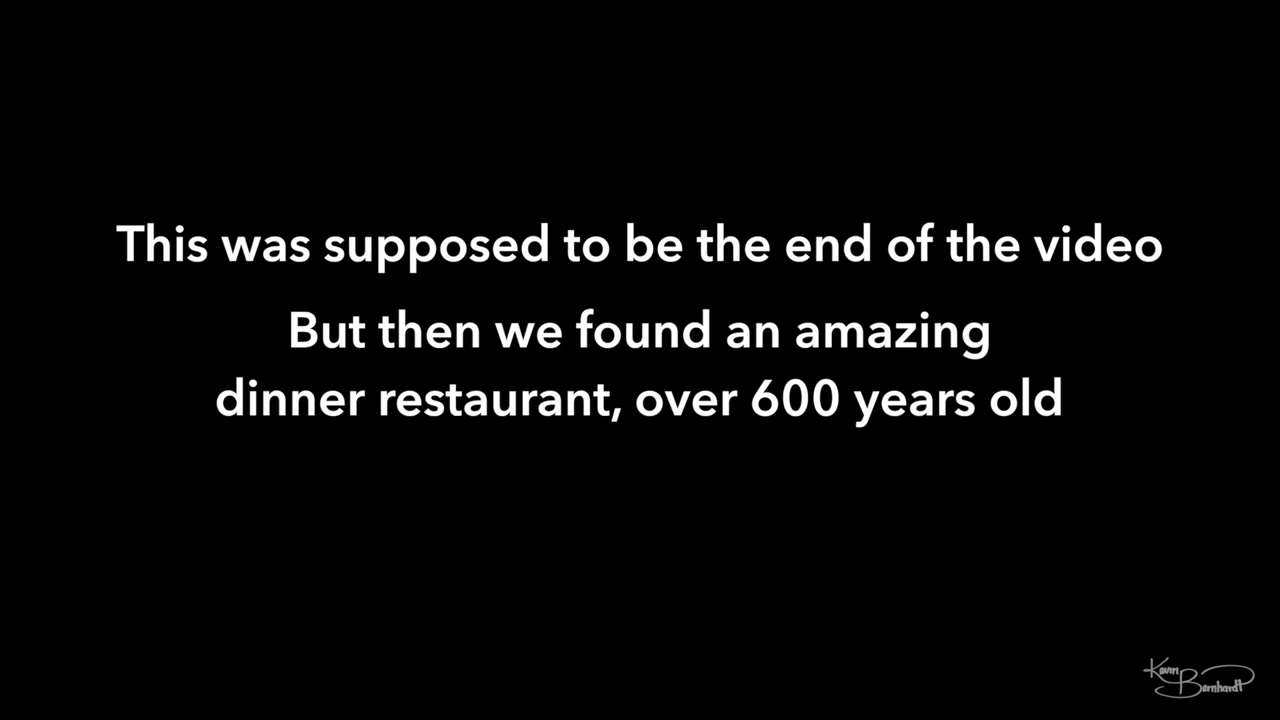 This was supposed to be the end of the video
But then we found an amazing
dinner restaurant, over 600 years old
Kevin
Bernhardt